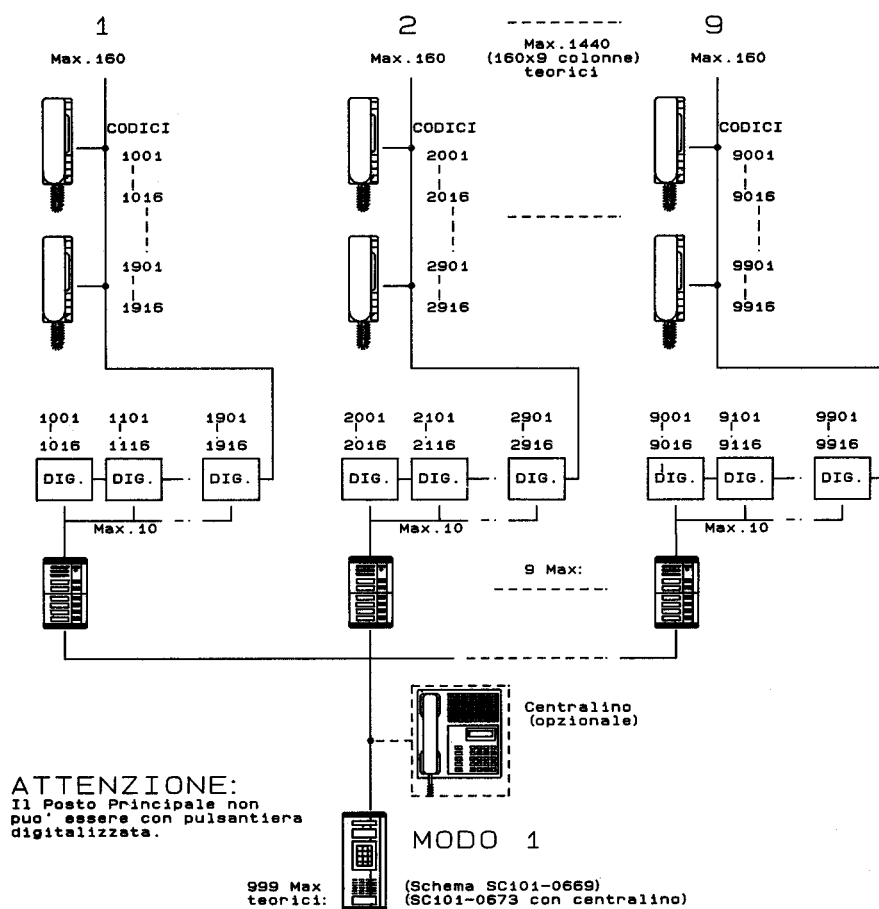 1
Max.160
2
Max.160
Max.1440
(160x9 colonne)
teorici
9
Max.160
CODICI
1001
1016
1901
1916
CODICI
2001
2016
2901
2916
CODICI
9001
9016
9901
9916
1001 1101 1901
1016 1116 1916
DIG. DIG. DIG.
Max.10
2001 2101 2901
2016 2116 2916
DIG. DIG. DIG.
Max.10
9001 9101 9901
9016 9116 9916
DIG. DIG. DIG.
Max.10
9 Max:
Centralino
(opzionale)
ATTENZIONE:
Il Posto Principale non
puo' essere con pulsantiera
digitalizzata.
MODO 1
999 Max
teorici:
(Schema SC101-0669)
(SC101-0673 con centralino)